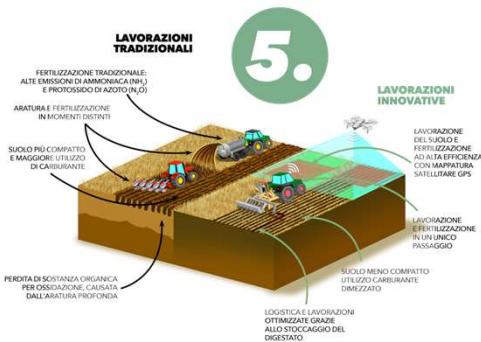 LAVORAZIONI
TRADIZIONALI
5.
FERTILIZZAZIONE TRADIZIONALE:
ALTE EMISSIONI DI AMMONIACA (NH₃)
E PROTOSSIDO DI AZOTO (N₂O)
ARATURA E FERTILIZZAZIONE
IN MOMENTI DISTINTI
SUOLO PIÙ COMPATTO
E MAGGIORE UTILIZZO
DI CARBURANTE
PERDITA DI SOSTANZA ORGANICA
PER OSSIDAZIONE, CAUSATA
DALL'ARATURA PROFONDA
LAVORAZIONI
INNOVATIVE
LAVORAZIONE
DEL SUOLO E
FERTILIZZAZIONE
AD ALTA EFFICIENZA
CON MAPPATURA
SATELLITARE GPS
LAVORAZIONE
E FERTILIZZAZIONE
IN UN UNICO
PASSAGGIO
SUOLO MENO COMPATTO
UTILIZZO CARBURANTE
DIMEZZATO
LOGISTICA E LAVORAZIONI
OTTIMIZZATE GRAZIE
ALLO STOCCAGGIO DEL
DIGESTATO